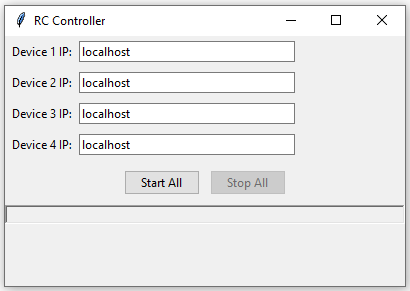 RC Controller
Device 1 IP: localhost
Device 2 IP: localhost
Device 3 IP: localhost
Device 4 IP: localhost
Start All Stop All